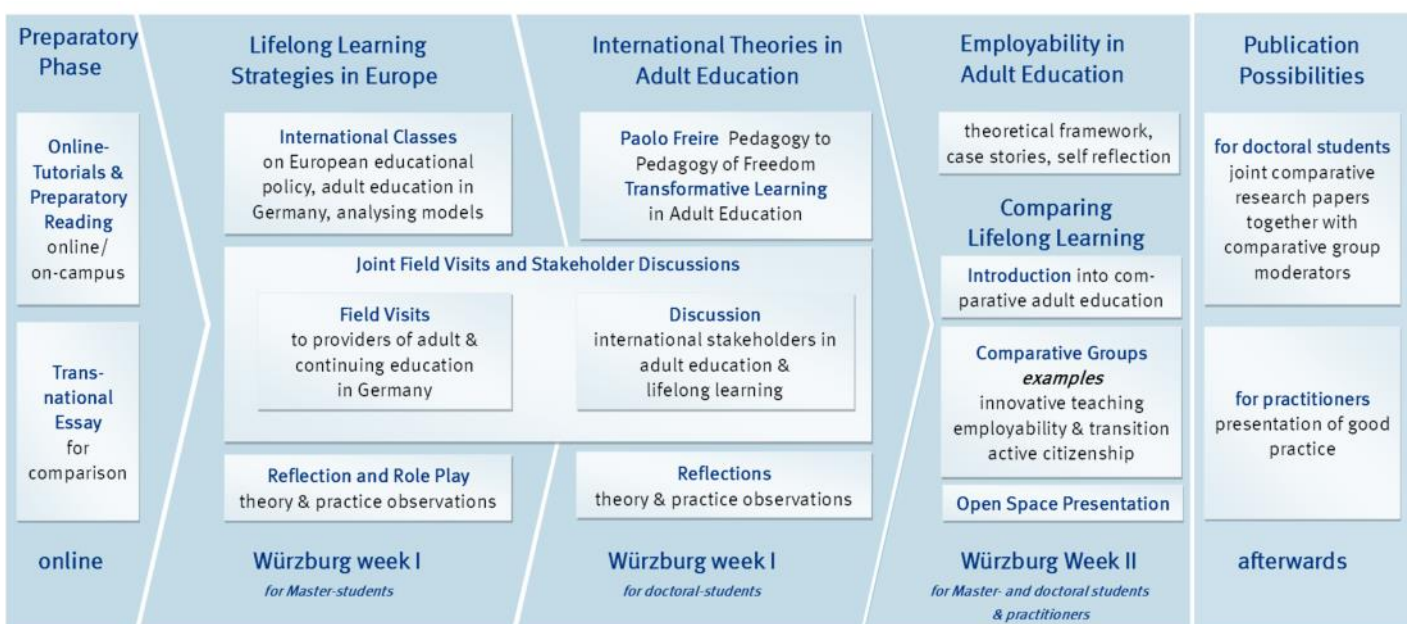 Preparatory
Phase
Online-
Tutorials &
Preparatory
Reading
online/
on-campus
Trans-
national
Essay
for
comparison
online
Lifelong Learning
Strategies in Europe
International Classes
on European educational
policy, adult education in
Germany, analysing models
International Theories in
Adult Education
Paolo Freire Pedagogy to
Pedagogy of Freedom
Transformative Learning
in Adult Education
Joint Field Visits and Stakeholder Discussions
Field Visits
to providers of adult &
continuing education
in Germany
Discussion
international stakeholders in
adult education &
lifelong learning
Reflection and Role Play
theory & practice observations
Würzburg week I
for Master-students
Reflections
theory & practice observations
Würzburg week I
for doctoral-students
Employability in
Adult Education
theoretical framework,
case stories, self reflection
Comparing
Lifelong Learning
Introduction into com-
parative adult education
Comparative Groups
examples
innovative teaching
employability & transition
active citizenship
Open Space Presentation
Würzburg Week II
for Master- and doctoral students
& practitioners
Publication
Possibilities
for doctoral students
joint comparative
research papers
together with
comparative group
moderators
for practitioners
presentation of good
practice
afterwards